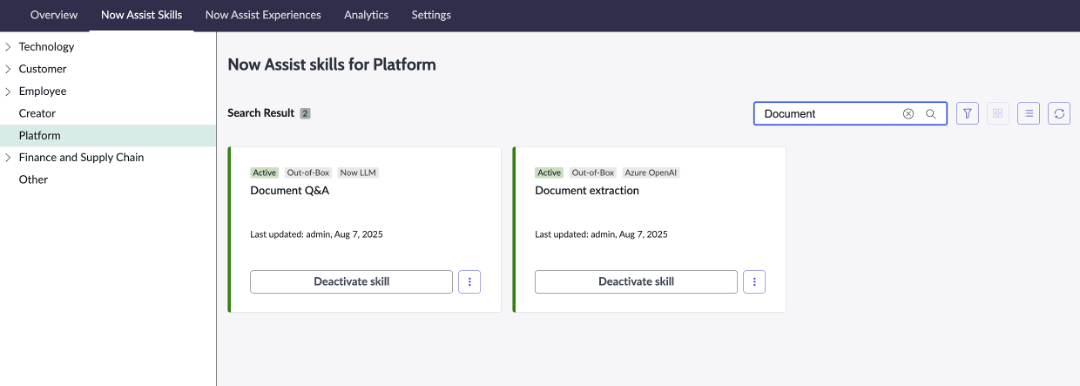 Overview Now Assist Skills Now Assist Experiences Analytics Settings
Technology
Customer
Employee
Creator
Platform
Finance and Supply Chain
Other
Now Assist skills for Platform
Search Result 2
Document
Active Out-of-Box Now LLM
Document Q&A
Last updated: admin, Aug 7, 2025
Deactivate skill
Active Out-of-Box Azure OpenAI
Document extraction
Last updated: admin, Aug 7, 2025
Deactivate skill